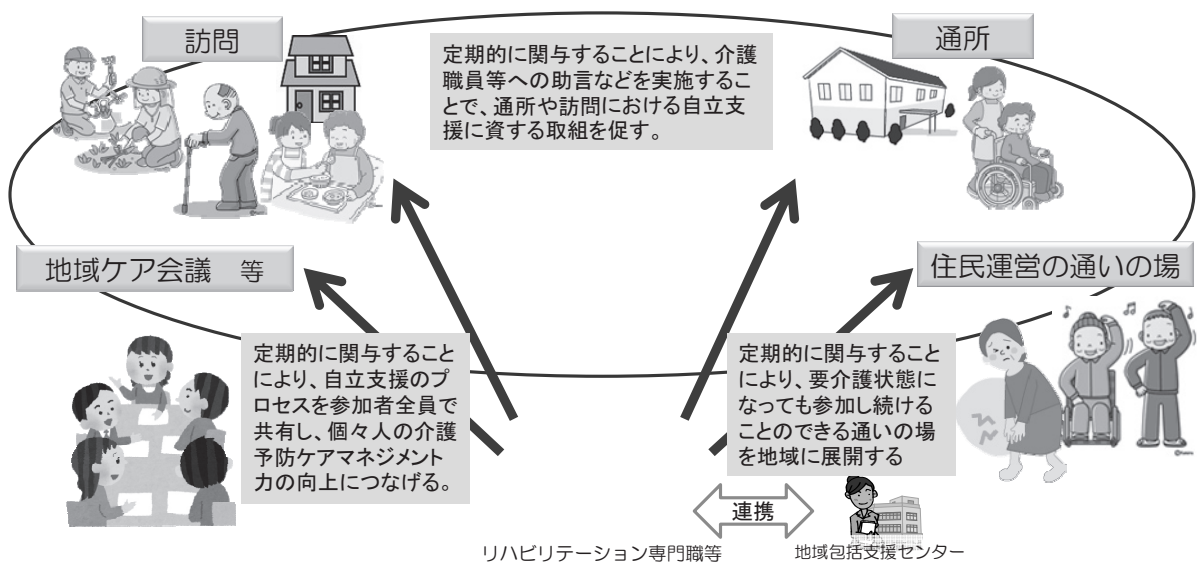 訪問
定期的に関与することにより、介護
職員等への助言などを実施するこ
とで、通所や訪問における自立支
援に資する取組を促す。
通所
地域ケア会議　等
住民運営の通いの場
定期的に関与すること
により、自立支援のプ
ロセスを参加者全員で
共有し、個々人の介護
予防ケアマネジメント
力の向上につなげる。
定期的に関与すること
により、要介護状態に
なっても参加し続ける
ことのできる通いの場
を地域に展開する
連携
リハビリテーション専門職等
地域包括支援センター